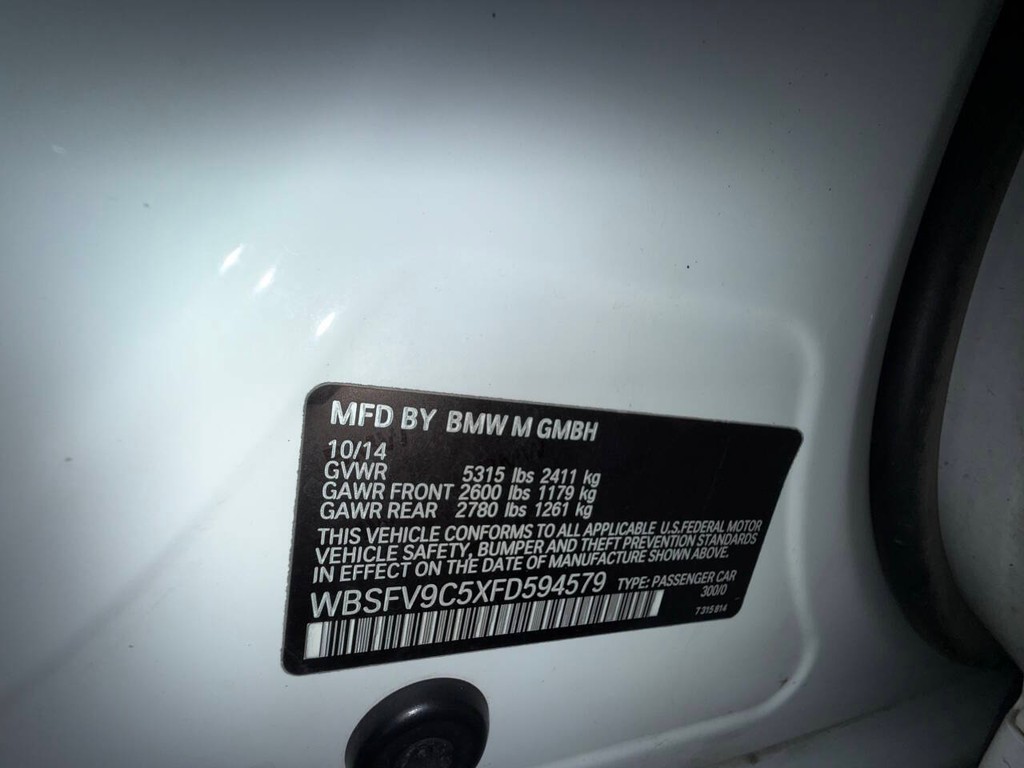 MFD BY BMW M GMBH
10/14
GVWR 5315 lbs 2411 kg
GAWR FRONT 2600 lbs 1179 kg
GAWR REAR 2780 lbs 1261 kg
THIS VEHICLE CONFORMS TO ALL APPLICABLE U.S.FEDERAL MOTOR
VEHICLE SAFETY, BUMPER AND THEFT PREVENTION STANDARDS
IN EFFECT ON THE DATE OF MANUFACTURE SHOWN ABOVE.
WBSFV9C5XFD594579 TYPE: PASSENGER CAR
300/0
7 315 814